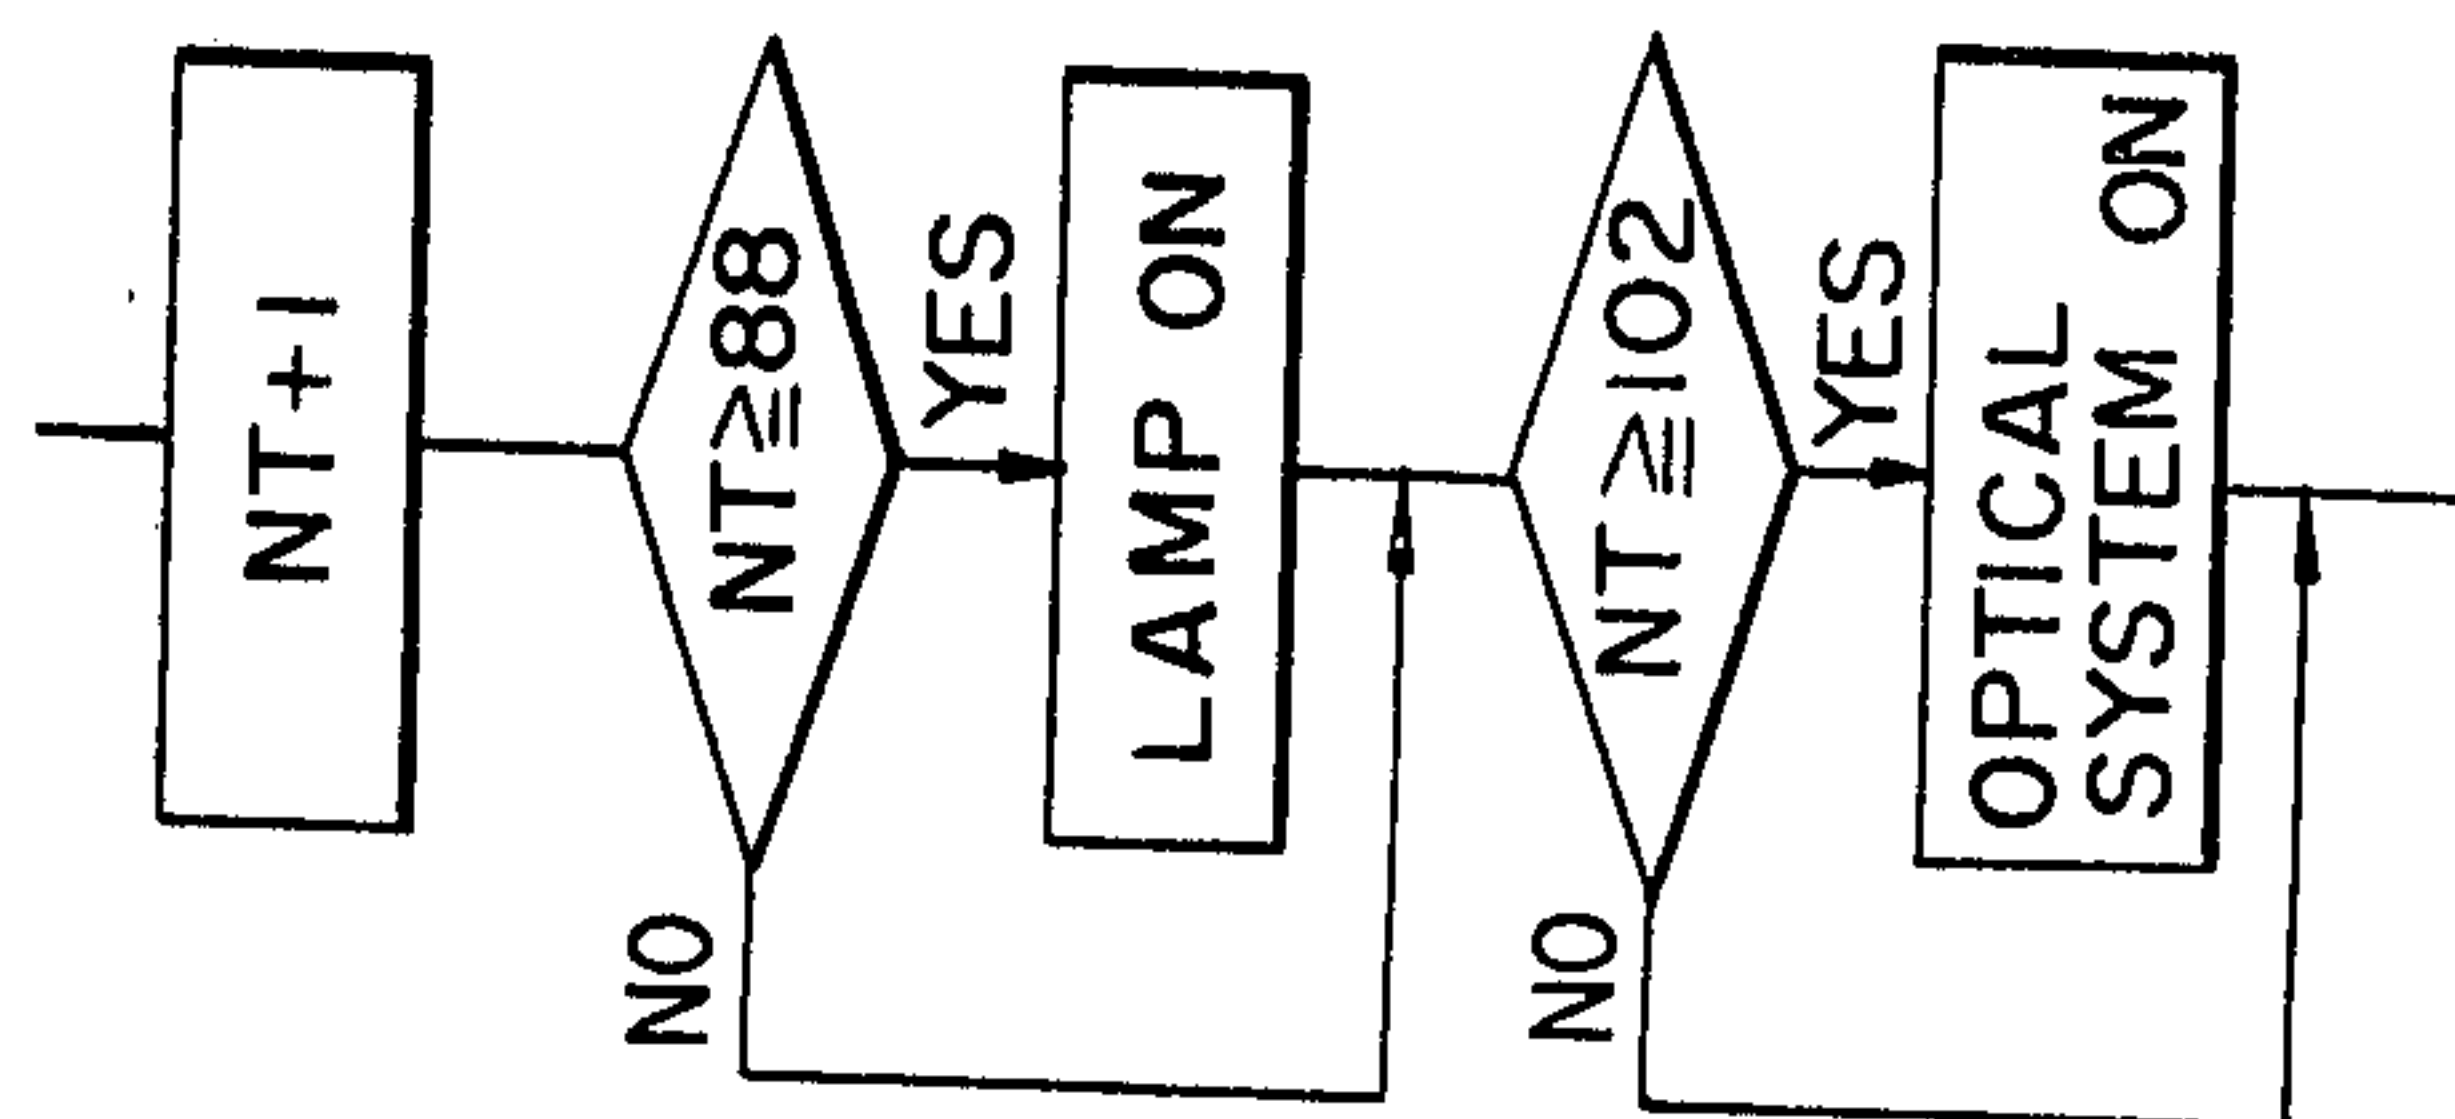 NT+1
NT≧88
YES
NO
LAMP ON
NT≧102
YES
NO
OPTICAL
SYSTEM ON